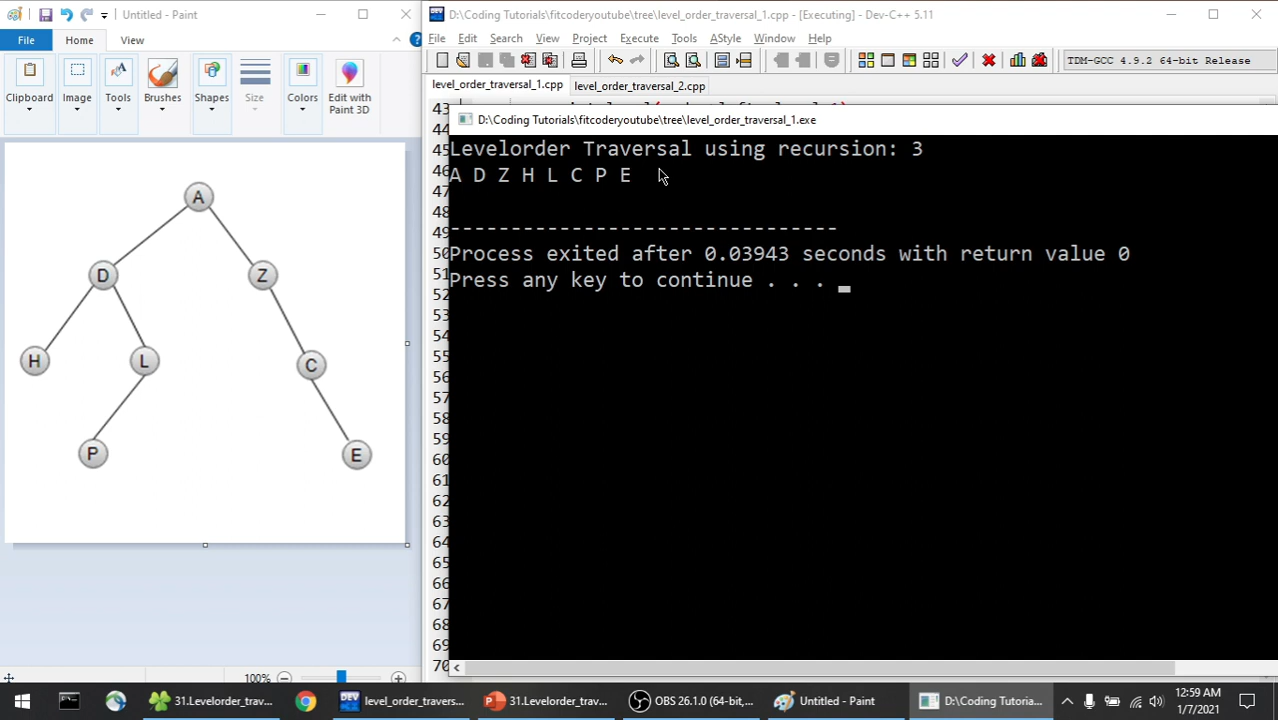 Untitled - Paint
File
Home
View
Clipboard
Image
Tools
Brushes
Shapes
Size
Colors
Edit with
Paint 3D
A
D
Z
H
L
C
P
E
100%
D:\Coding Tutorials\fitcoderyoutube\tree\level_order_traversal_1.cpp - [Executing] - Dev-C++ 5.11
File Edit Search View Project Execute Tools AStyle Window Help
TDM-GCC 4.9.2 64-bit Release
level_order_traversal_1.cpp level_order_traversal_2.cpp
43
44
45
46
47
48
49
50
51
52
53
54
55
56
57
58
59
60
61
62
63
64
65
66
67
68
69
70
D:\Coding Tutorials\fitcoderyoutube\tree\level_order_traversal_1.exe
Levelorder Traversal using recursion: 3
A D Z H L C P E
--------------------------------
Process exited after 0.03943 seconds with return value 0
Press any key to continue . . . _
31.Levelorder_trav... level_order_travers... 31.Levelorder_trav... OBS 26.1.0 (64-bit,... Untitled - Paint D:\Coding Tutoria...
12:59 AM
1/7/2021